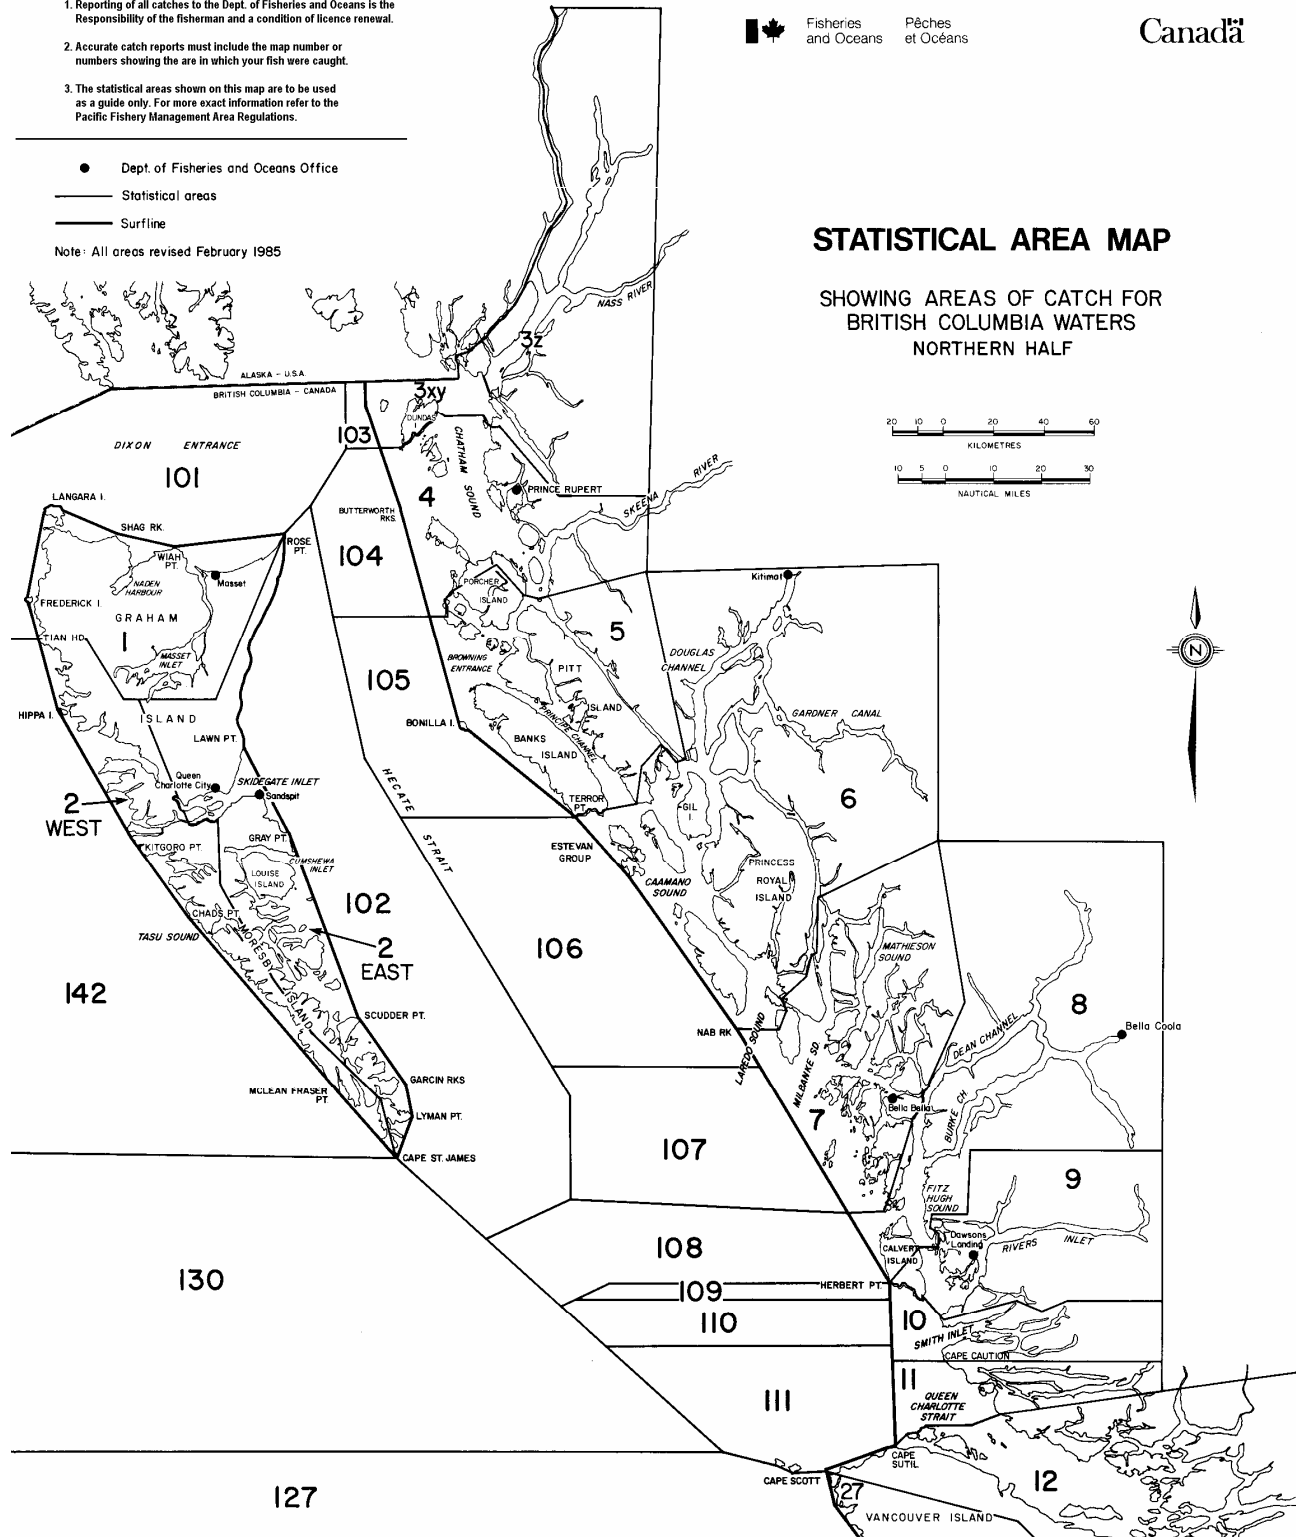 1. Reporting of all catches to the Dept. of Fisheries and Oceans is the
Responsibility of the fisherman and a condition of licence renewal.
2. Accurate catch reports must include the map number or
numbers showing the are in which your fish were caught.
3. The statistical areas shown on this map are to be used
as a guide only. For more exact information refer to the
Pacific Fishery Management Area Regulations.
Dept. of Fisheries and Oceans Office
Statistical areas
Surfline
Note: All areas revised February 1985
Fisheries
and Oceans
Pêches
et Océans
Canada
STATISTICAL AREA MAP
SHOWING AREAS OF CATCH FOR
BRITISH COLUMBIA WATERS
NORTHERN HALF
20 10 0 20 40 60
KILOMETRES
10 5 0 10 20 30
NAUTICAL MILES
N
NASS RIVER
3z
ALASKA - U.S.A.
BRITISH COLUMBIA - CANADA
3xy
DUNDAS
I
103
DIXON ENTRANCE
101
CHATHAM SOUND
4
PRINCE RUPERT
SKEENA RIVER
LANGARA I.
SHAG RK.
BUTTERWORTH
RKS.
ROSE
PT.
WIAH
PT.
104
Masset
NADEN
HARBOUR
PORCHER
ISLAND
Kitimat
FREDERICK I.
GRAHAM
1
TIAN HD.
MASSET
INLET
5
BROWNING
ENTRANCE
DOUGLAS
CHANNEL
PITT
ISLAND
105
HIPPA I.
ISLAND
BONILLA I.
PRINCIPE CHANNEL
GARDNER CANAL
LAWN PT.
BANKS
ISLAND
Queen
Charlotte City
SKIDEGATE INLET
Sandspit
HECATE
STRAIT
2
WEST
TERROR
PT.
GIL
I
6
KITGORO PT.
GRAY PT.
ESTEVAN
GROUP
CUMSHEWA
INLET
LOUISE
ISLAND
CAAMANO
SOUND
PRINCESS
ROYAL
ISLAND
102
CHADS PT.
TASU SOUND
MORESBY ISLAND
2
EAST
106
MATHIESON
SOUND
142
SCUDDER PT.
NAB RK
LAREDO SOUND
MILBANKE SD.
DEAN CHANNEL
8
Bella Coola
GARCIN RKS
MCLEAN FRASER
PT.
LYMAN PT.
7
Bella Bella
BURKE CH
CAPE ST. JAMES
107
9
FITZ
HUGH
SOUND
Dawsons
Landing
RIVERS INLET
108
CALVERT
ISLAND
130
HERBERT PT.
109
110
10
SMITH INLET
CAPE CAUTION
11
111
QUEEN
CHARLOTTE
STRAIT
CAPE
SUTIL
CAPE SCOTT
12
127
27
VANCOUVER ISLAND